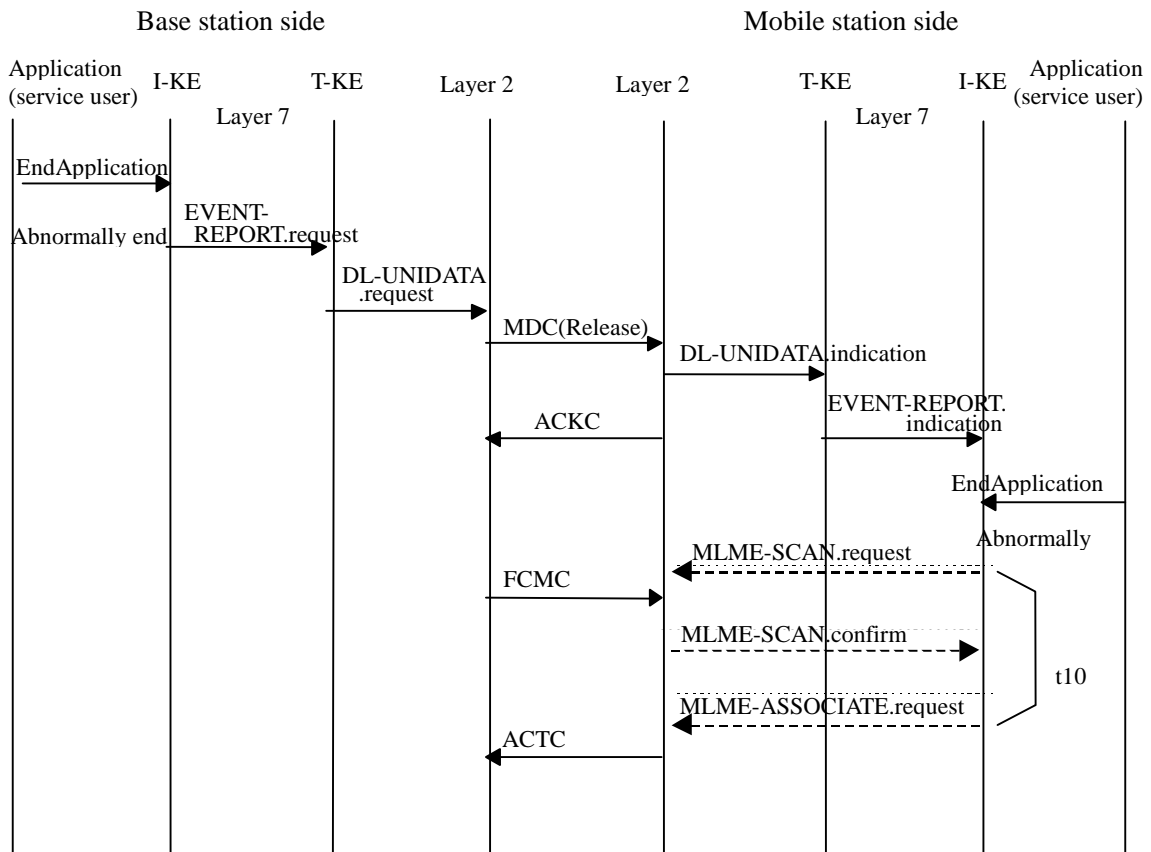 Base station side
Mobile station side
Application
(service user)
I-KE
T-KE
Layer 2
Layer 2
T-KE
I-KE
Application
(service user)
Layer 7
Layer 7
EndApplication
EVENT-
REPORT.request
Abnormally end
DL-UNIDATA
.request
MDC(Release)
DL-UNIDATA.indication
EVENT-REPORT.
indication
ACKC
EndApplication
Abnormally
MLME-SCAN.request
FCMC
MLME-SCAN.confirm
t10
MLME-ASSOCIATE.request
ACTC